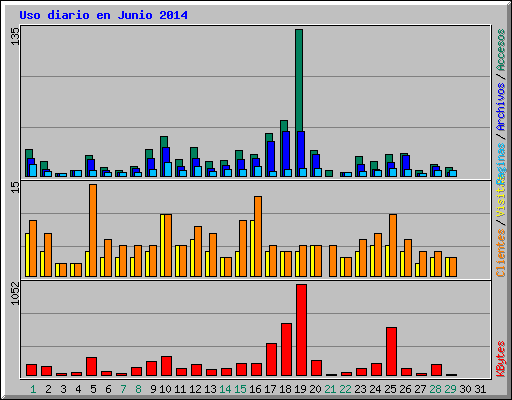 Uso diario en Junio 2014
135
15
1052
Clientes / visitas
Paginas / Archivos / Accesos
KBytes
1 2 3 4 5 6 7 8 9 10 11 12 13 14 15 16 17 18 19 20 21 22 23 24 25 26 27 28 29 30 31